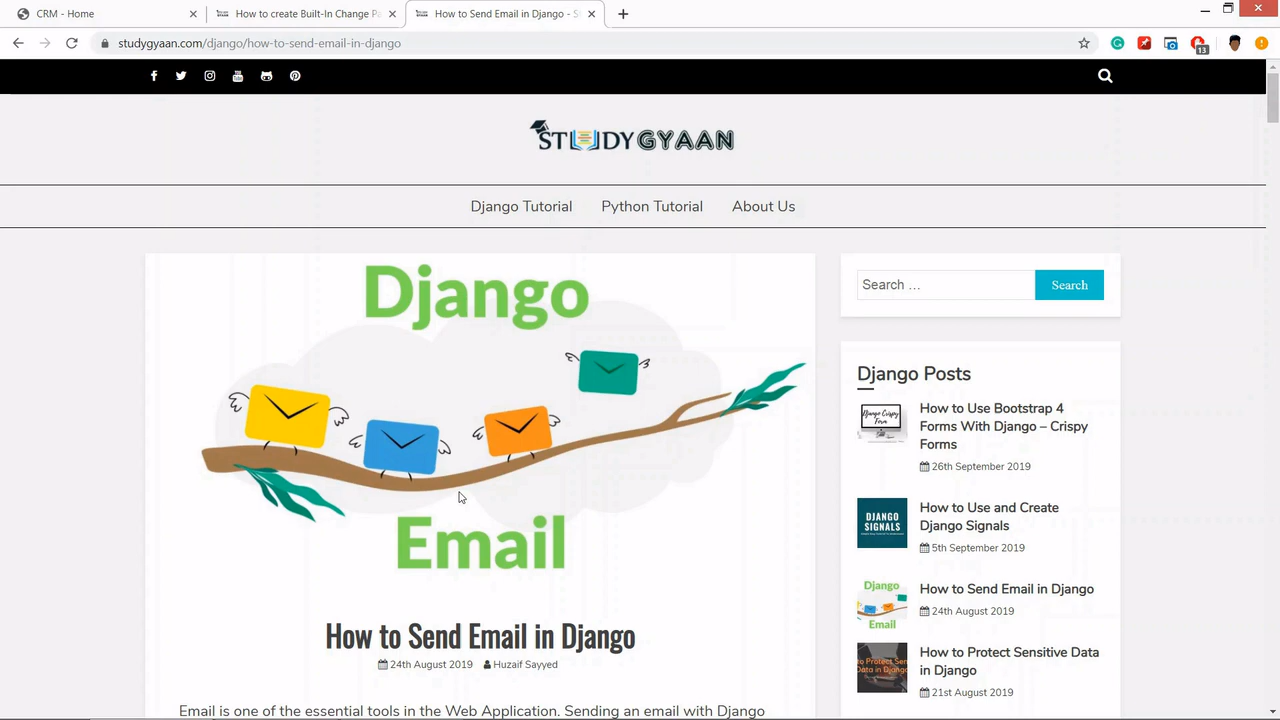 CRM - Home
How to create Built-In Change Pa
How to Send Email in Django - S
studygyaan.com/django/how-to-send-email-in-django
13
STUDYGYAAN
Django Tutorial
Python Tutorial
About Us
Django
Email
Search …
Search
Django Posts
How to Use Bootstrap 4
Forms With Django – Crispy
Forms
26th September 2019
DJANGO
SIGNALS
How to Use and Create
Django Signals
5th September 2019
Django
Email
How to Send Email in Django
24th August 2019
How to Protect Sensitive Data
in Django
21st August 2019
How to Send Email in Django
24th August 2019
Huzaif Sayyed
Email is one of the essential tools in the Web Application. Sending an email with Django